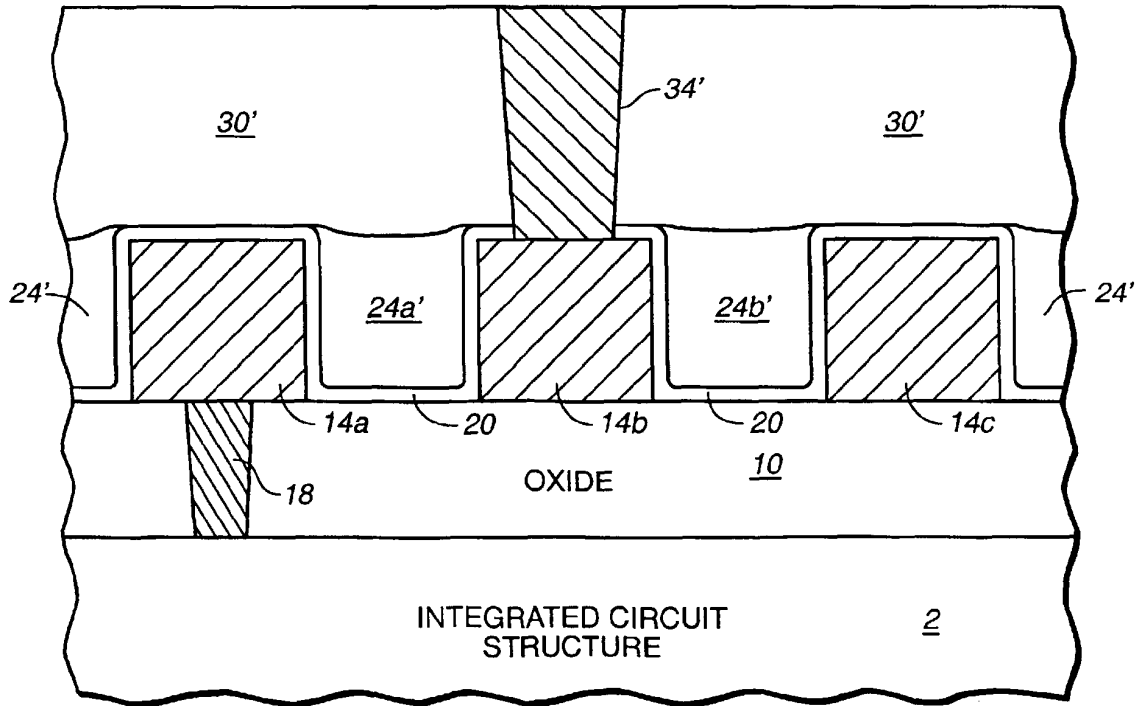 34'
30'
30'
24'
24a'
24b'
24'
14a
20
14b
20
14c
18
OXIDE
10
INTEGRATED CIRCUIT
STRUCTURE
2